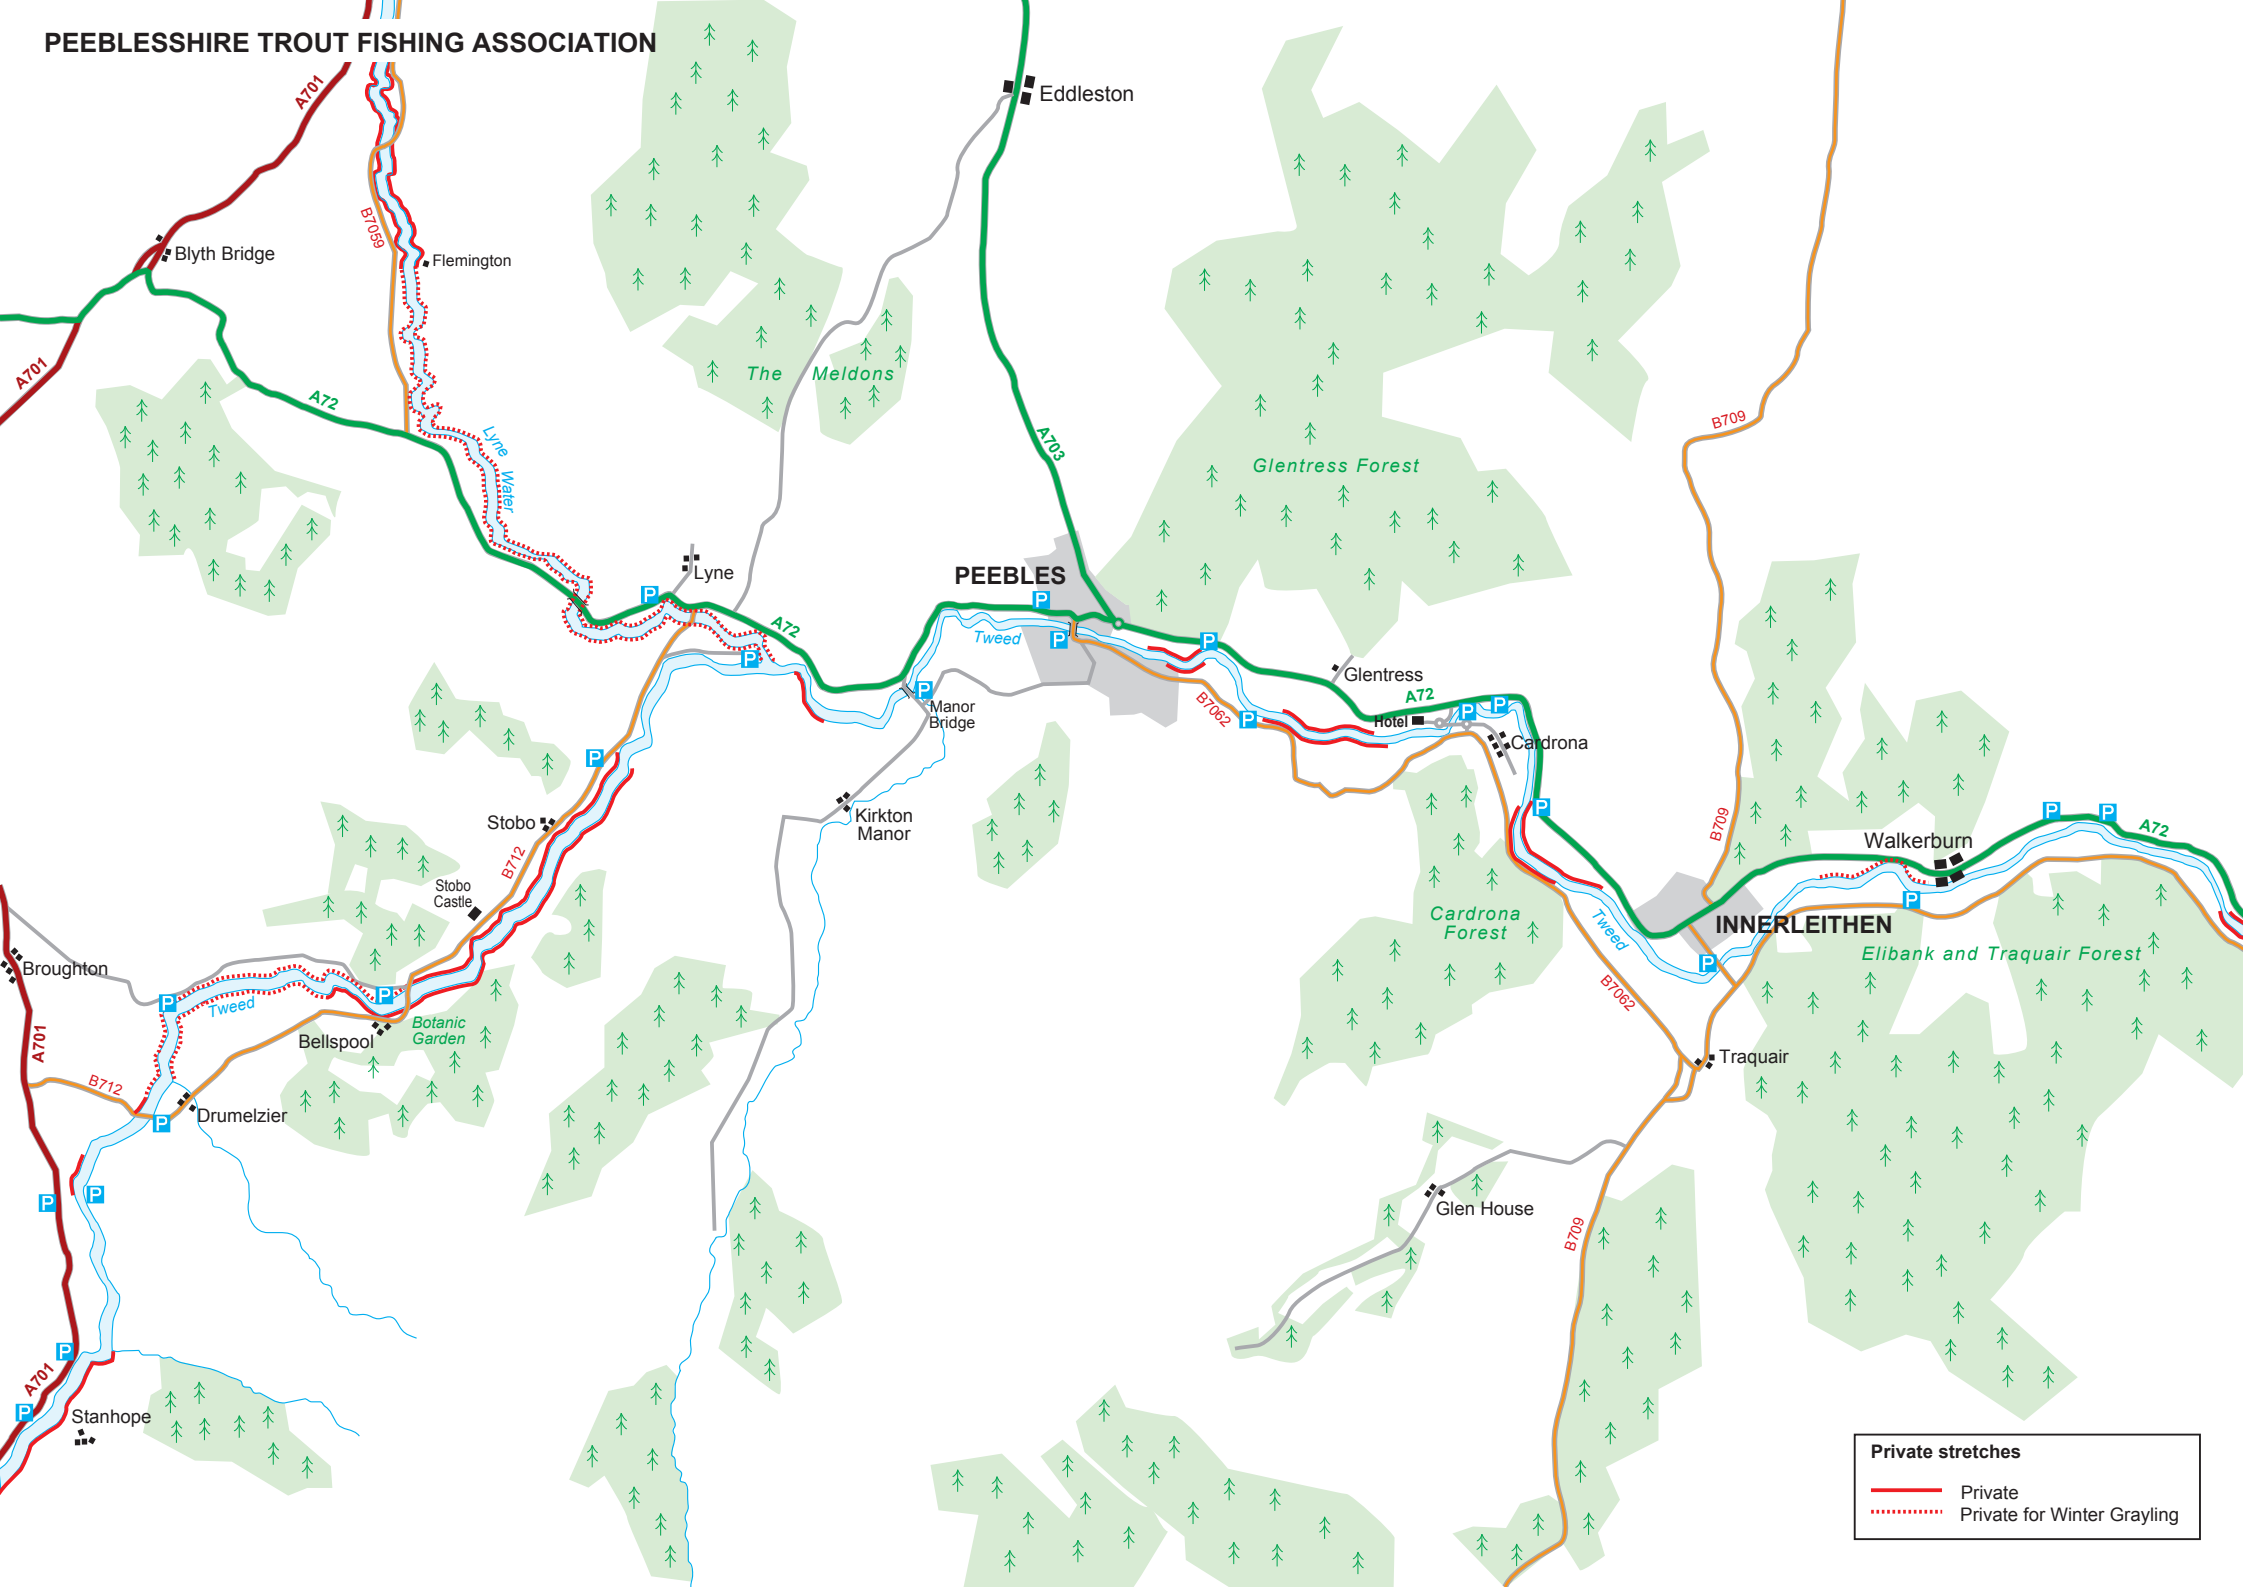 PEEBLESSHIRE TROUT FISHING ASSOCIATION
A701
Eddleston
B7059
Blyth Bridge
Flemington
A701
A72
The Meldons
B709
Lyne
Water
A703
Glentress Forest
Lyne
P
PEEBLES
P
A72
Tweed
P
P
P
Glentress
P
Manor
Bridge
B7062
P
A72
Hotel
P
P
Cardrona
P
Stobo
Kirkton
Manor
P
B709
P
P
A72
Walkerburn
B712
Stobo
Castle
P
Cardrona
Forest
Tweed
INNERLEITHEN
Elibank and Traquair Forest
Broughton
P
P
P
Tweed
B7062
A701
Bellspool
Botanic
Garden
Traquair
B712
Drumelzier
P
P
P
Glen House
B709
P
A701
P
Stanhope
Private stretches
Private
Private for Winter Grayling